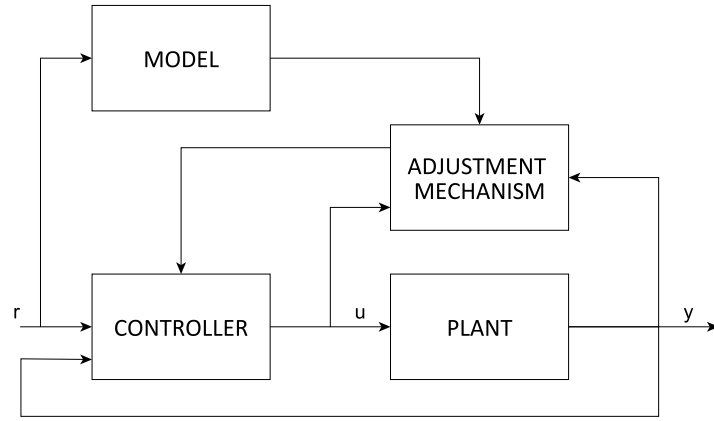 MODEL
ADJUSTMENT
MECHANISM
r
CONTROLLER
u
PLANT
y